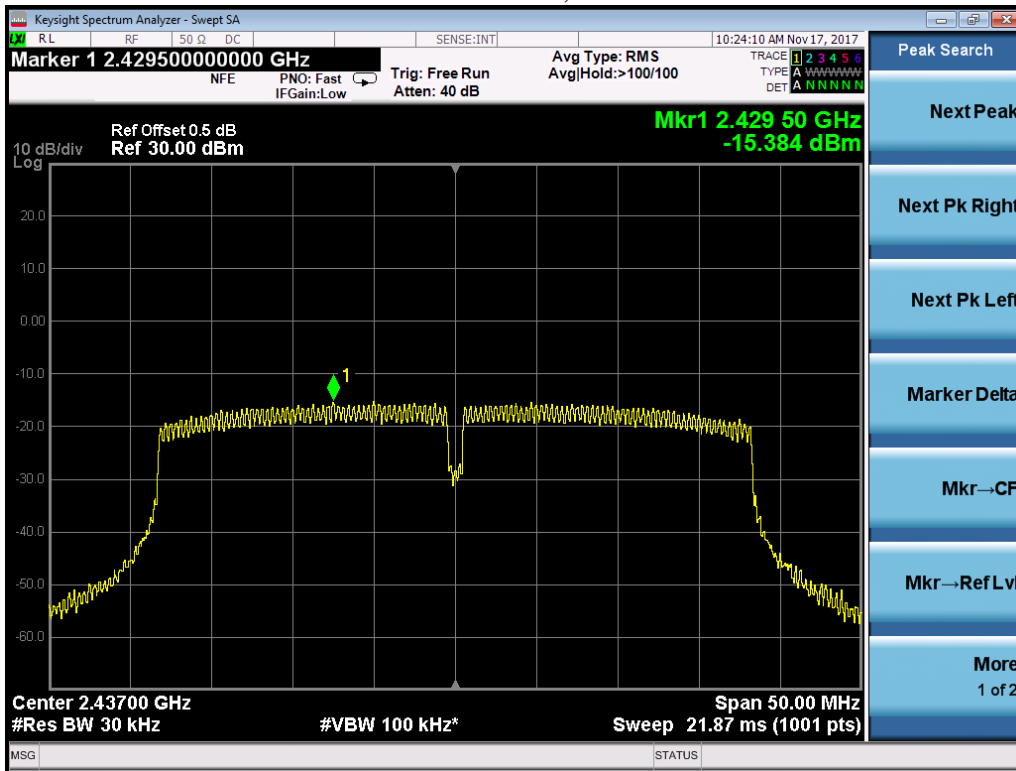 Keysight Spectrum Analyzer - Swept SA
LXI RL RF 50 Ω DC SENSE:INT 10:24:10 AM Nov 17, 2017
Marker 1 2.429500000000 GHz
NFE PNO: Fast IFGain:Low
Trig: Free Run
Atten: 40 dB
Avg Type: RMS
Avg|Hold:>100/100
TRACE 1 2 3 4 5 6
TYPE A WWWWWW
DET A N N N N N
Peak Search
Mkr1 2.429 50 GHz
-15.384 dBm
Ref Offset 0.5 dB
10 dB/div Ref 30.00 dBm
Log
20.0
10.0
0.00
-10.0
-20.0
-30.0
-40.0
-50.0
-60.0
1
Center 2.43700 GHz
Span 50.00 MHz
#Res BW 30 kHz
#VBW 100 kHz*
Sweep 21.87 ms (1001 pts)
Next Peak
Next Pk Right
Next Pk Left
Marker Delta
Mkr→CF
Mkr→Ref Lvl
More
1 of 2
MSG STATUS